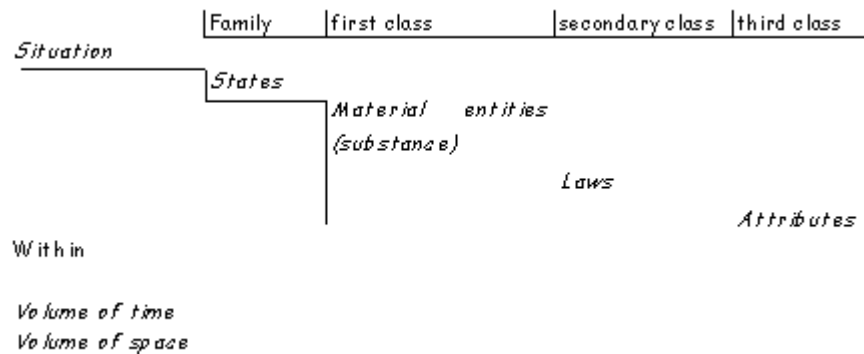 Family first class secondary class third class
Situation
States
Material entities
(substance)
Laws
Attributes
Within
Volume of time
Volume of space